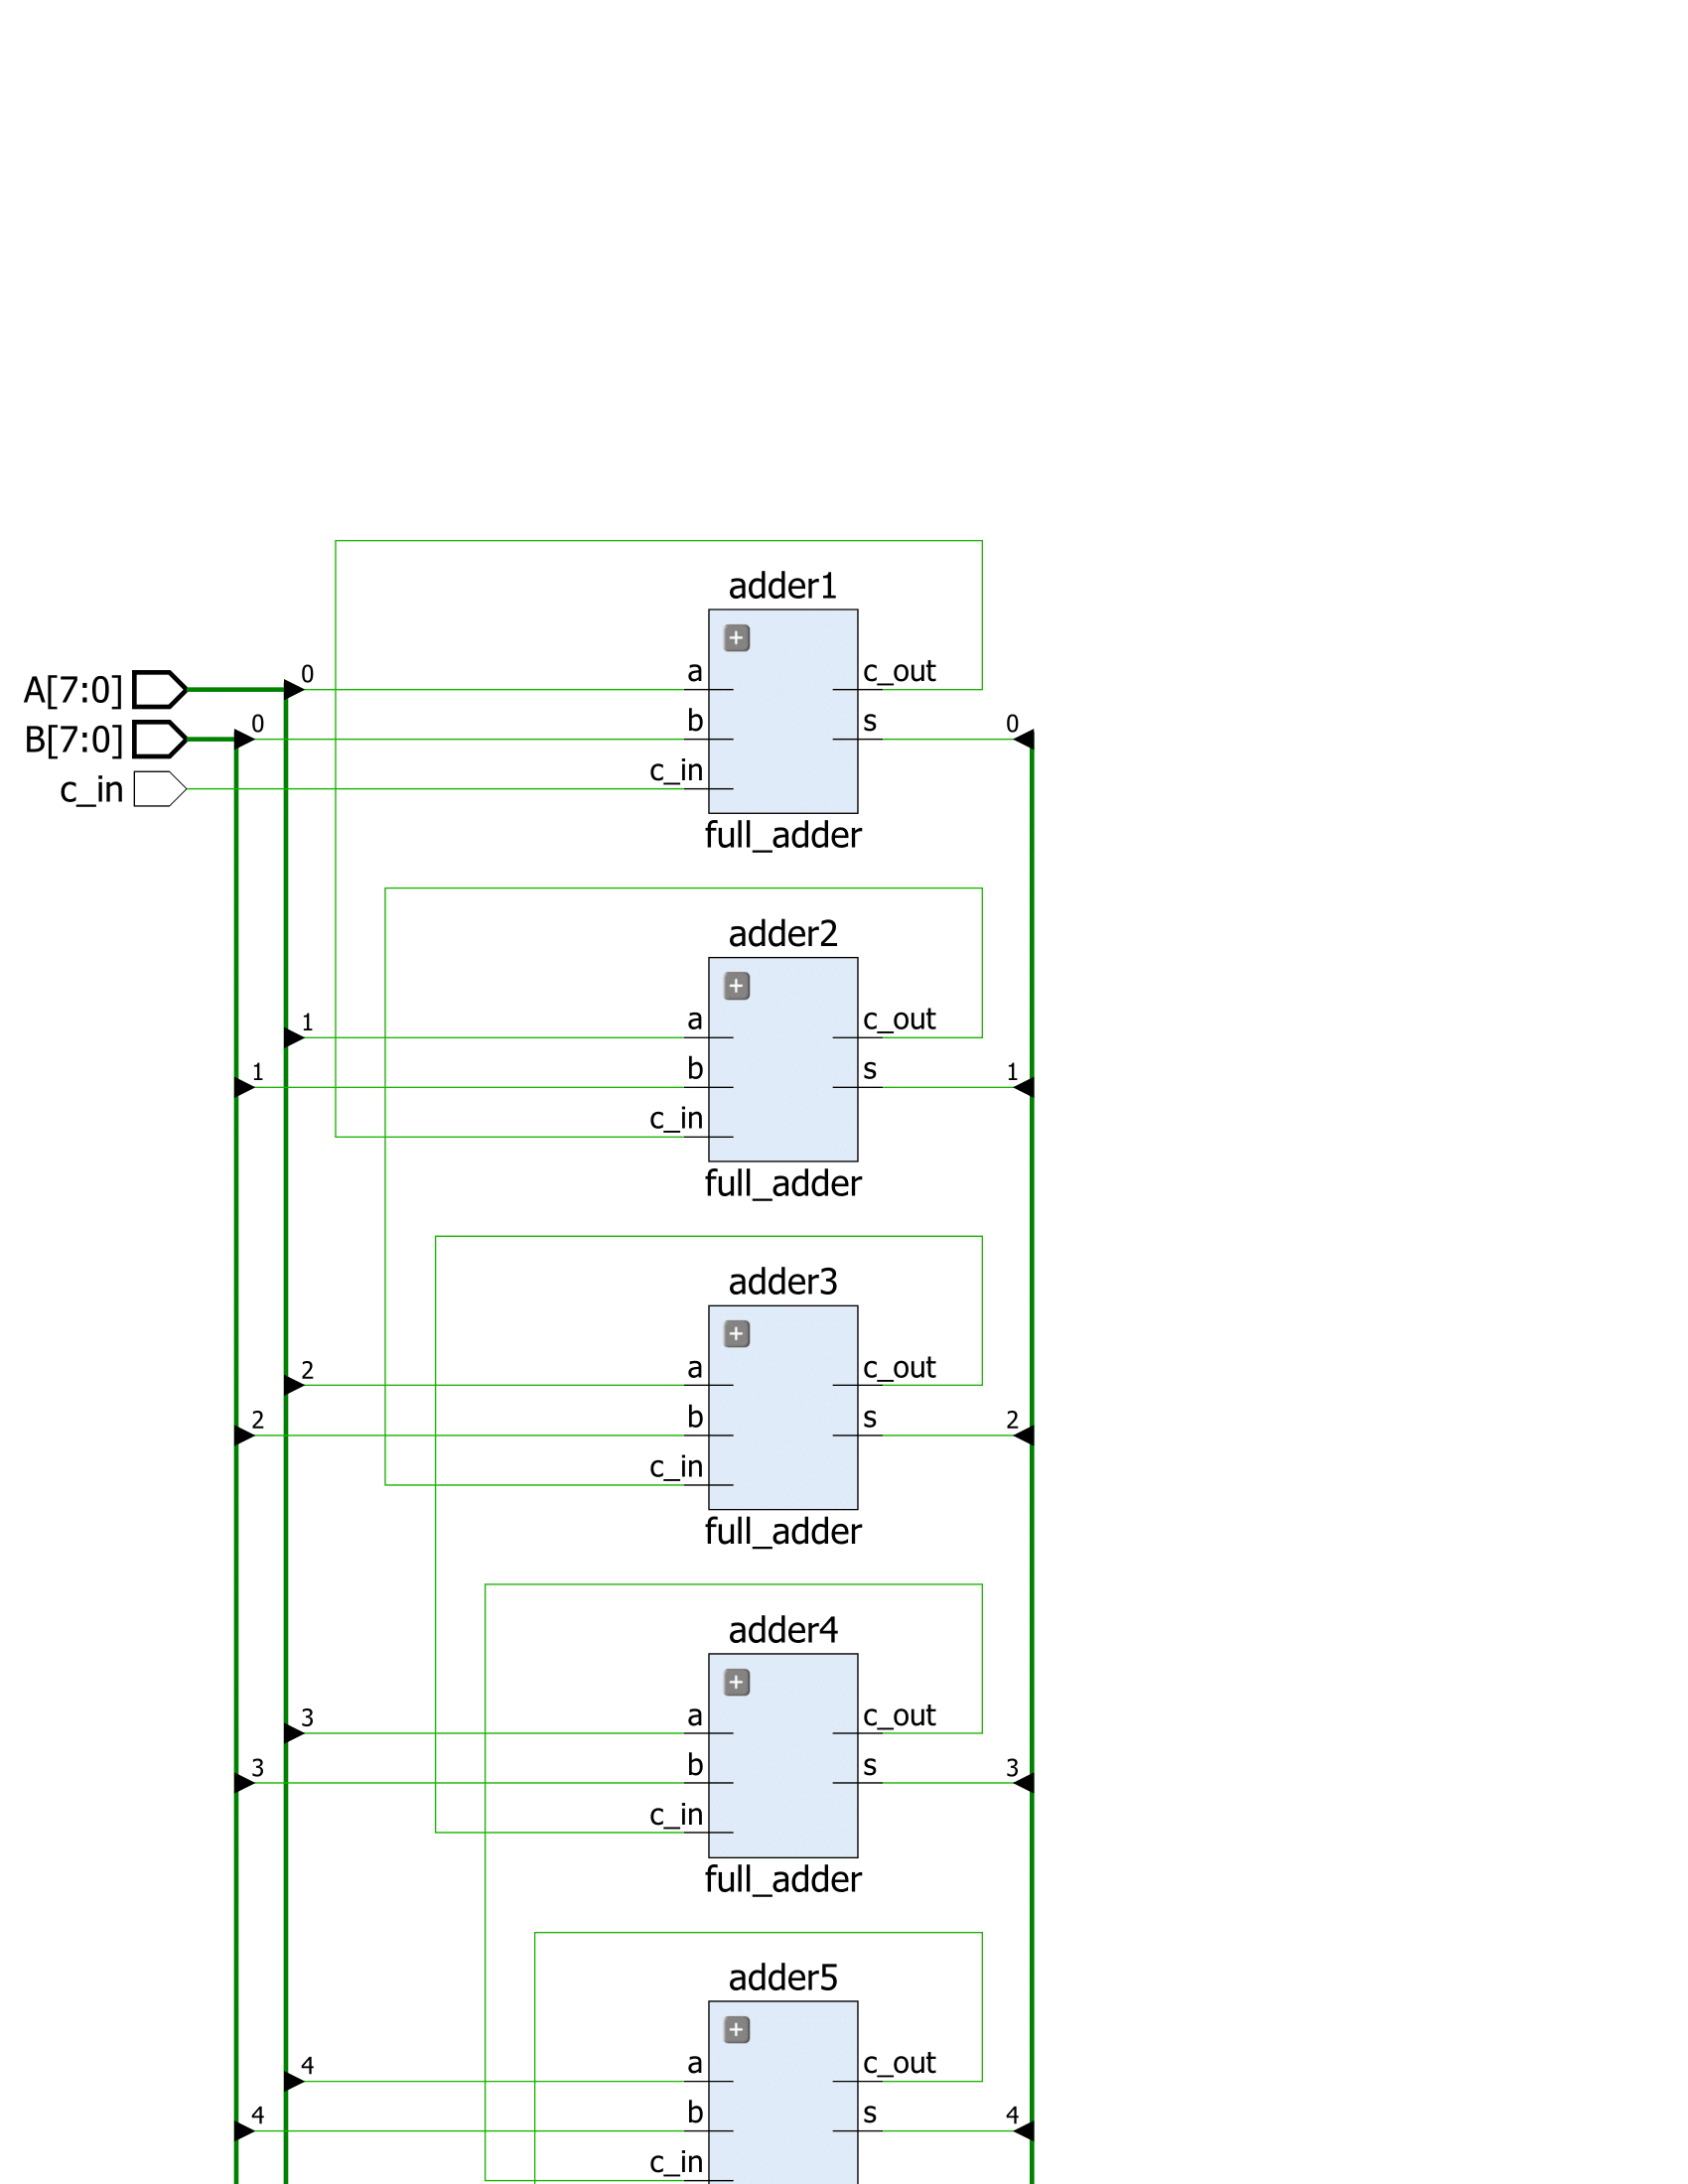 adder1
0 a c_out
A[7:0]
0 b s 0
B[7:0]
c_in c_in
full_adder
adder2
1 a c_out
1 b s 1
c_in
full_adder
adder3
2 a c_out
2 b s 2
c_in
full_adder
adder4
3 a c_out
3 b s 3
c_in
full_adder
adder5
4 a c_out
4 b s 4
c_in